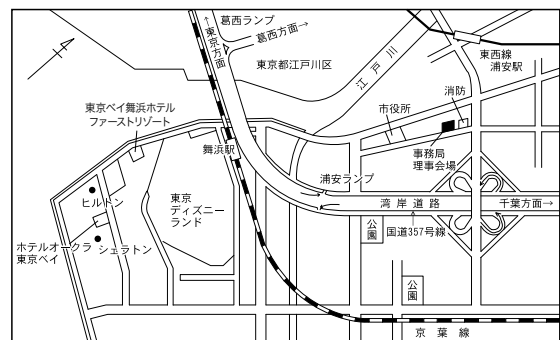 葛西ランプ
葛西方面→
←東京方面
東京都江戸川区
江戸川
東西線
浦安駅
東京ベイ舞浜ホテル
ファーストリゾート
市役所
消防
舞浜駅
事務局
理事会場
浦安ランプ
ヒルトン
東京
ディズニー
ランド
湾岸道路
千葉方面→
ホテルオークラ
東京ベイ
シェラトン
公園
国道357号線
公園
京葉線